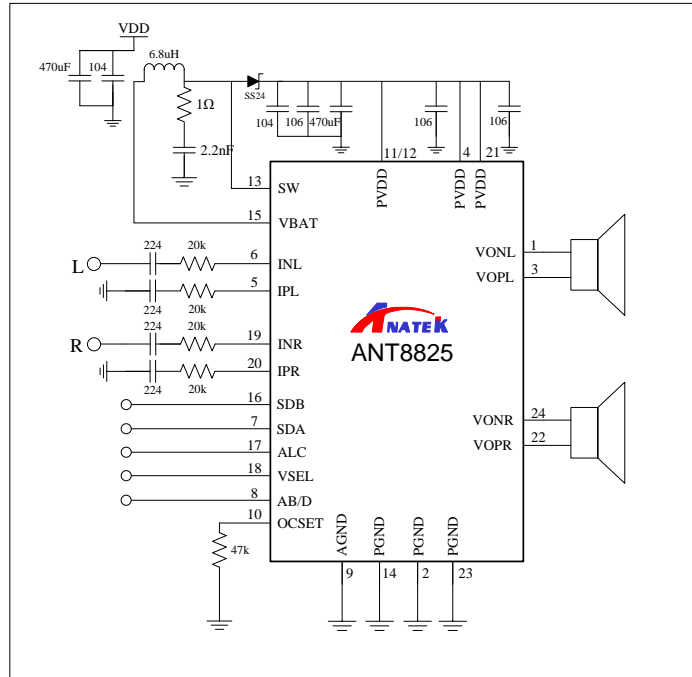 VDD
6.8uH
470uF 104
1Ω
SS24
104 106 470uF
106
106
2.2nF
11/12 4 21
PVDD PVDD PVDD
13 SW
15 VBAT
L 224 20k 6 INL
224 20k 5 IPL
R 224 20k 19 INR
224 20k 20 IPR
16 SDB
7 SDA
17 ALC
18 VSEL
8 AB/D
10 OCSET
47k
VONL 1
VOPL 3
ANATEK
ANT8825
VONR 24
VOPR 22
AGND PGND PGND PGND
9 14 2 23